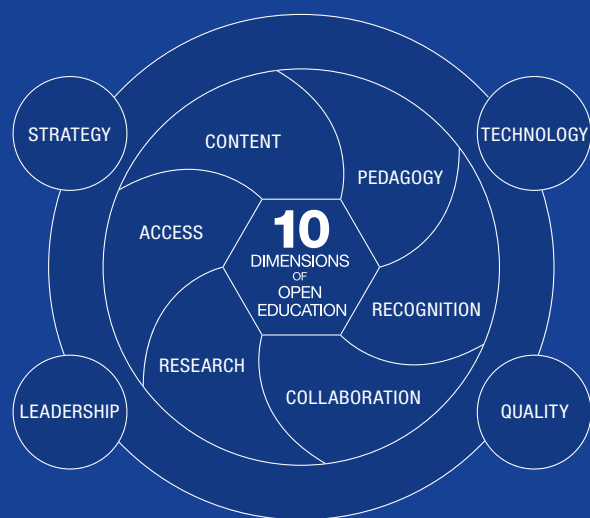 STRATEGY
TECHNOLOGY
CONTENT
PEDAGOGY
ACCESS
10
DIMENSIONS
OF
OPEN
EDUCATION
RECOGNITION
RESEARCH
COLLABORATION
LEADERSHIP
QUALITY